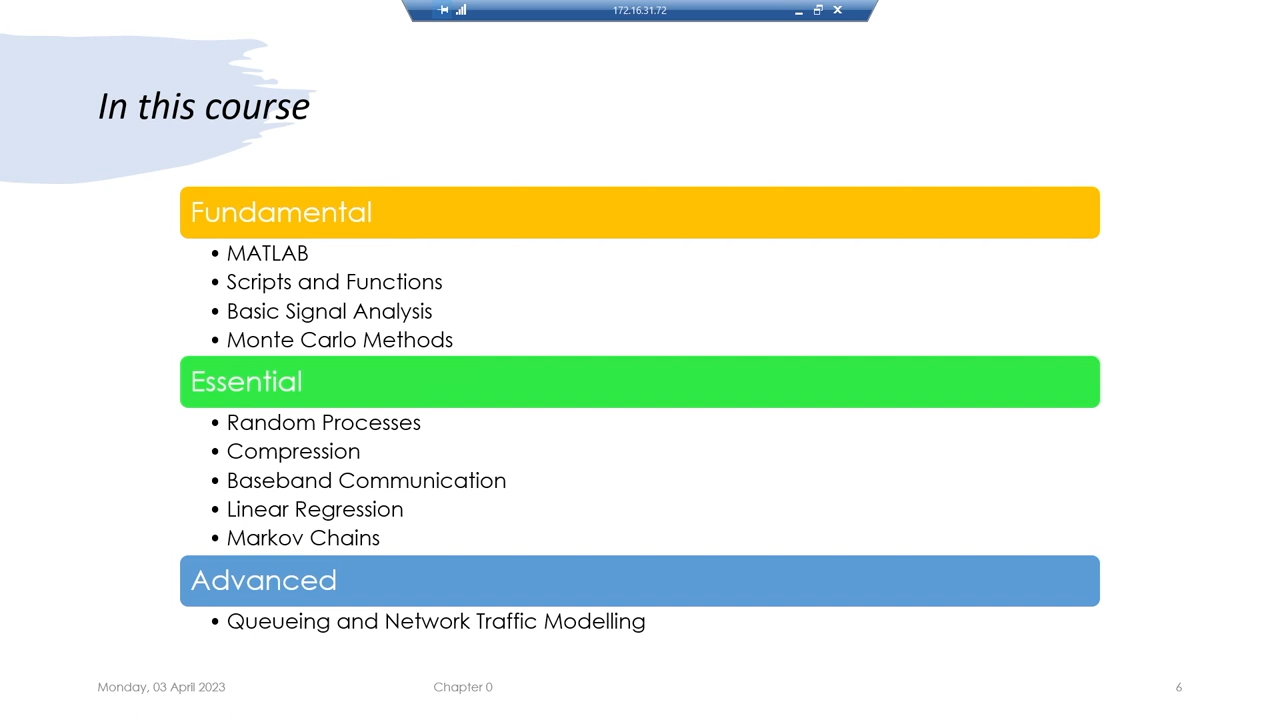 172.16.31.72
In this course
Fundamental
• MATLAB
• Scripts and Functions
• Basic Signal Analysis
• Monte Carlo Methods
Essential
• Random Processes
• Compression
• Baseband Communication
• Linear Regression
• Markov Chains
Advanced
• Queueing and Network Traffic Modelling
Monday, 03 April 2023
Chapter 0
6